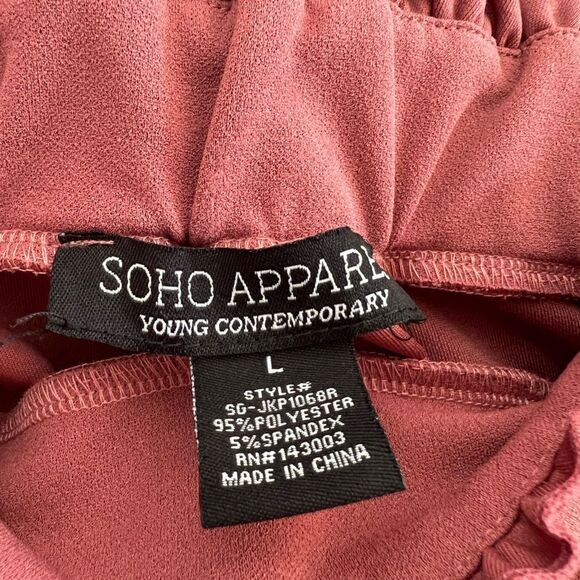 SOHO APPARE
YOUNG CONTEMPORARY
L
STYLE#
SG-JKP1068R
95%POLYESTER
5%SPANDEX
RN#143003
MADE IN CHINA